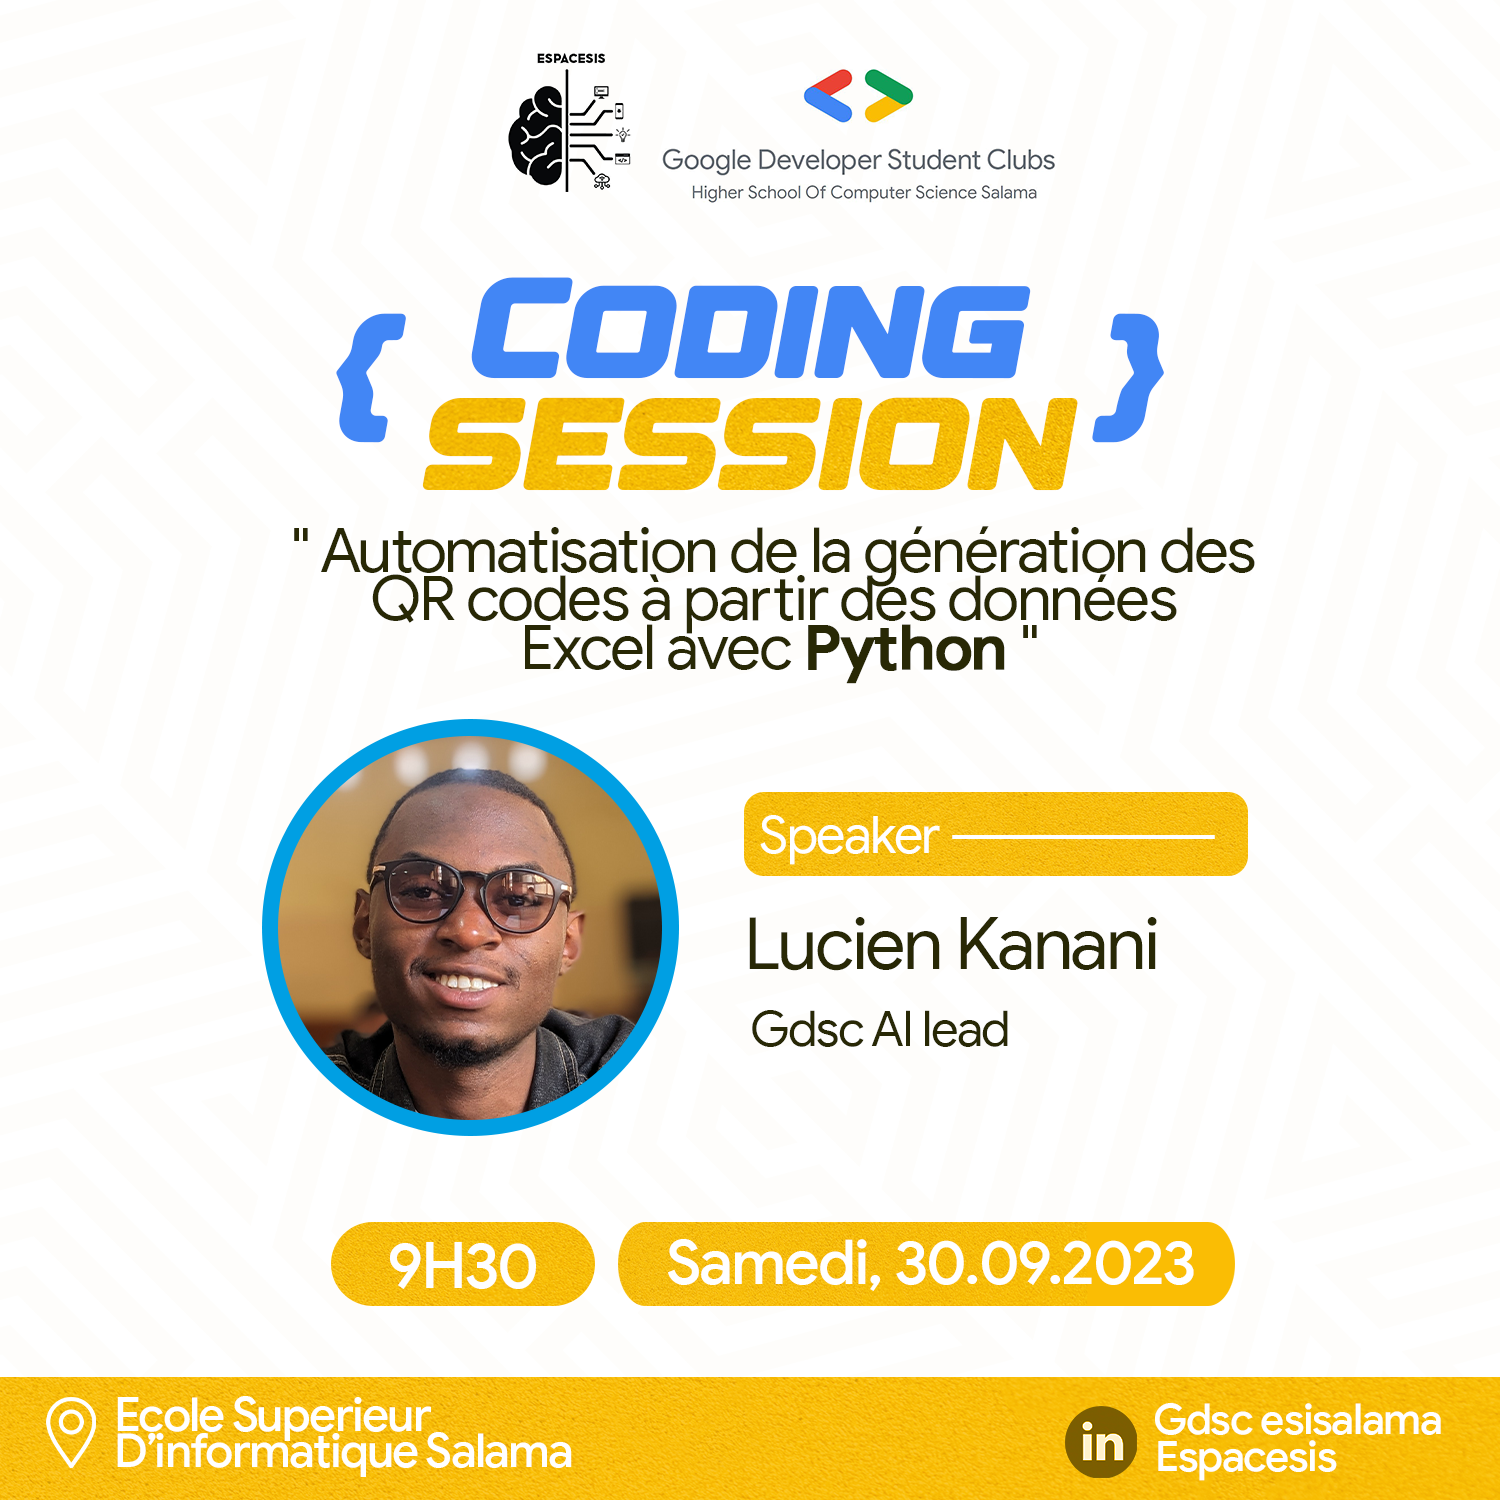 ESPACESIS
Google Developer Student Clubs
Higher School Of Computer Science Salama
{ CODING }
SESSION
" Automatisation de la génération des
QR codes à partir des données
Excel avec Python "
Speaker
Lucien Kanani
Gdsc AI lead
9H30
Samedi, 30.09.2023
Ecole Superieur
D'informatique Salama
in
Gdsc esisalama
Espacesis